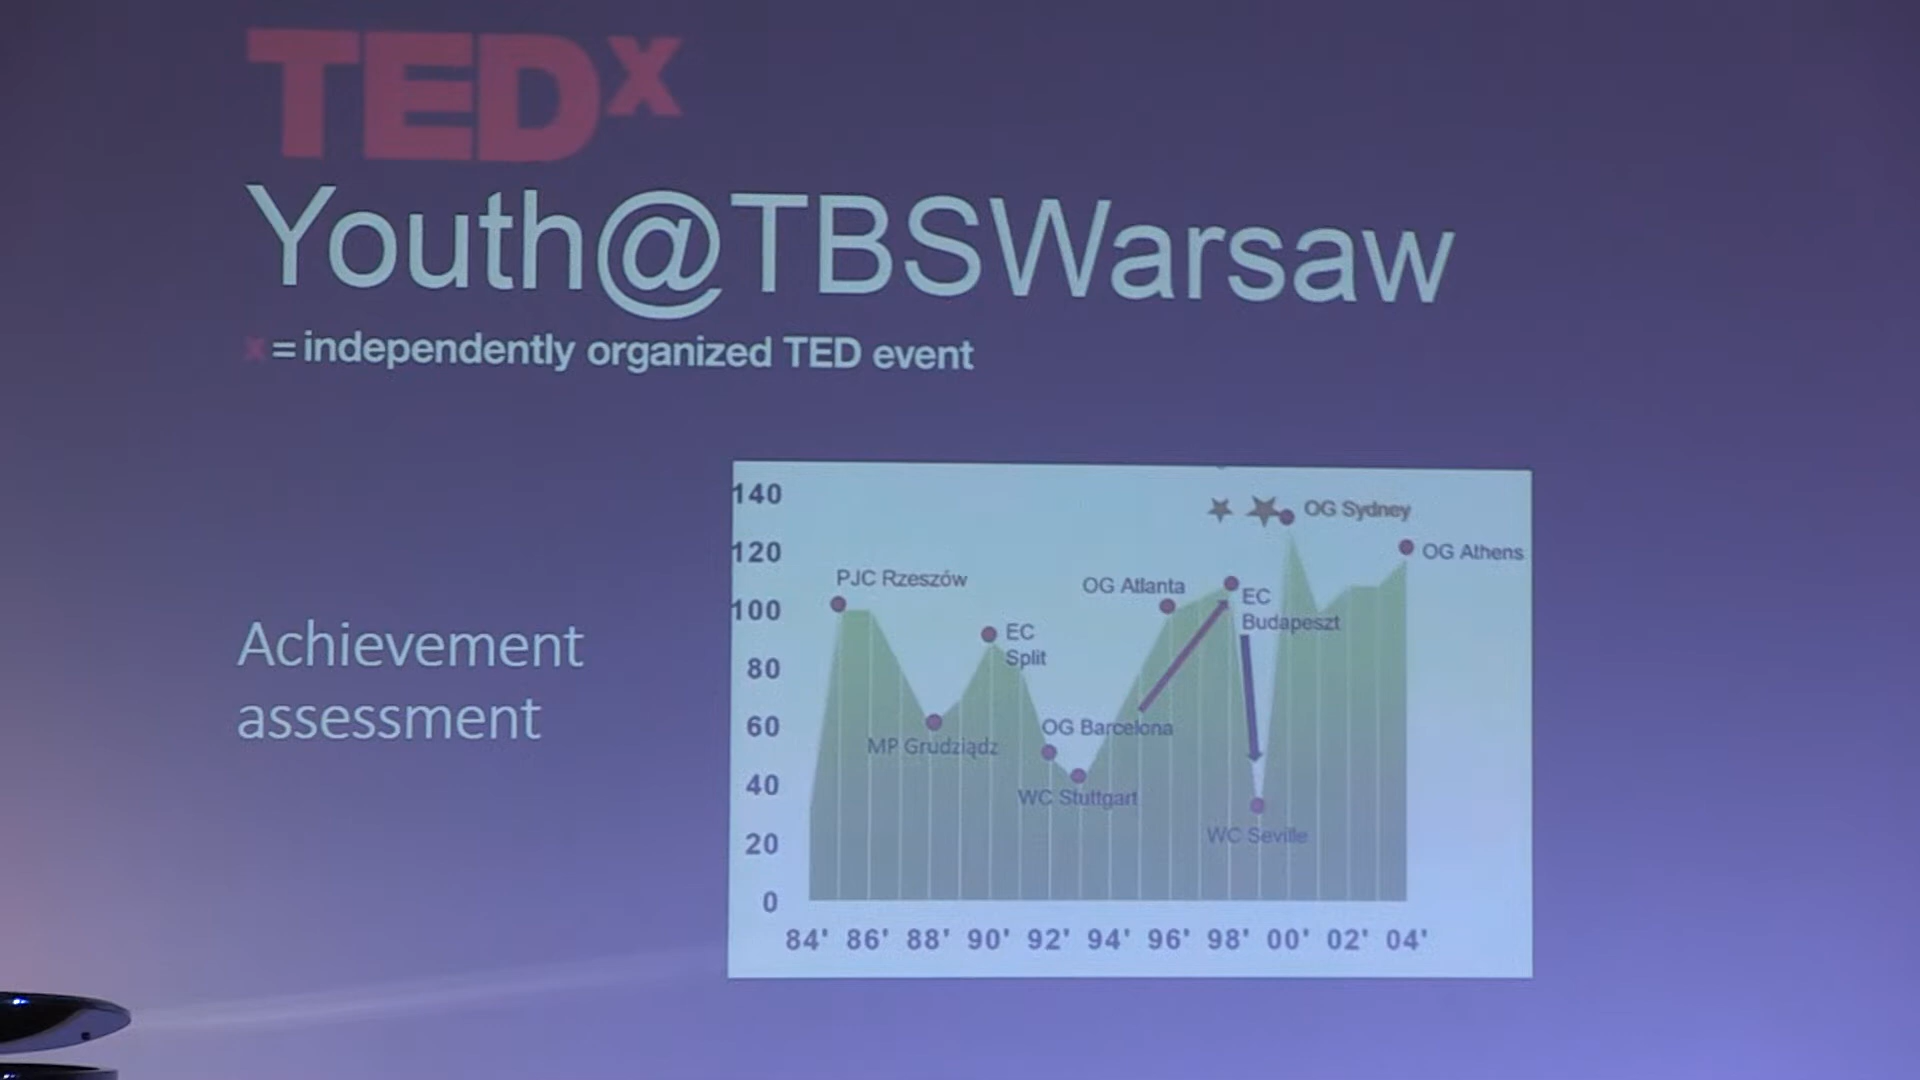 TEDx
Youth@TBSWarsaw
x = independently organized TED event
Achievement
assessment
140
120
100
80
60
40
20
0
PJC Rzeszów
MP Grudziądz
EC
Split
OG Barcelona
WC Stuttgart
OG Atlanta
EC
Budapeszt
WC Seville
OG Sydney
OG Athens
84' 86' 88' 90' 92' 94' 96' 98' 00' 02' 04'